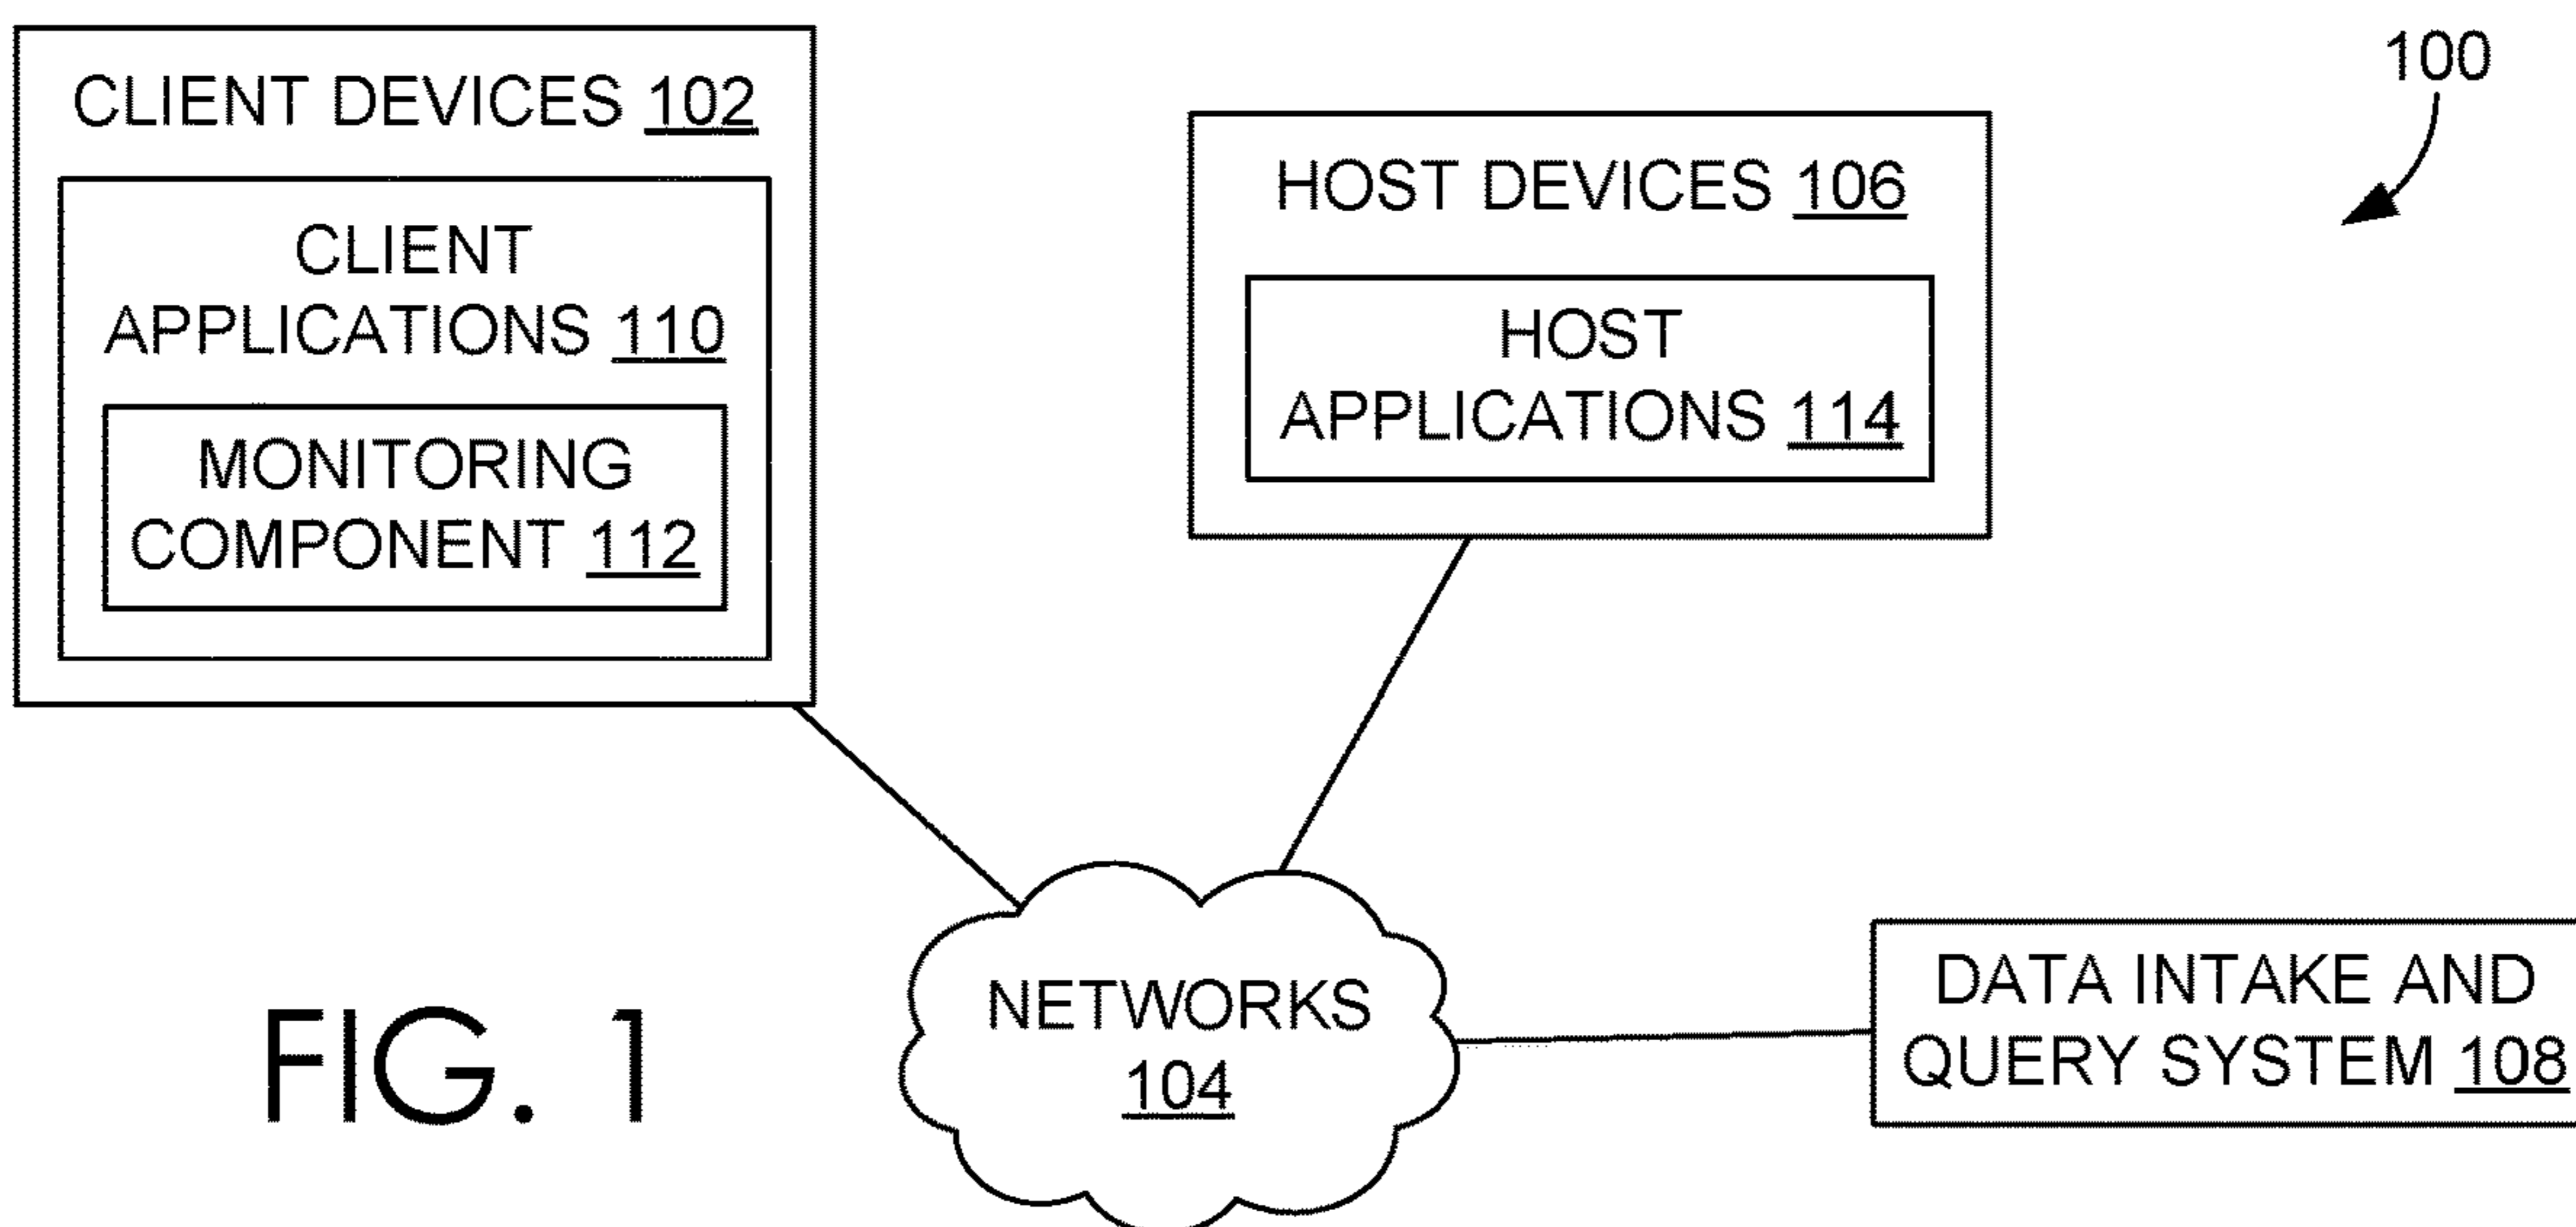 CLIENT DEVICES 102
CLIENT
APPLICATIONS 110
MONITORING
COMPONENT 112
HOST DEVICES 106
HOST
APPLICATIONS 114
100
NETWORKS
104
DATA INTAKE AND
QUERY SYSTEM 108
FIG. 1